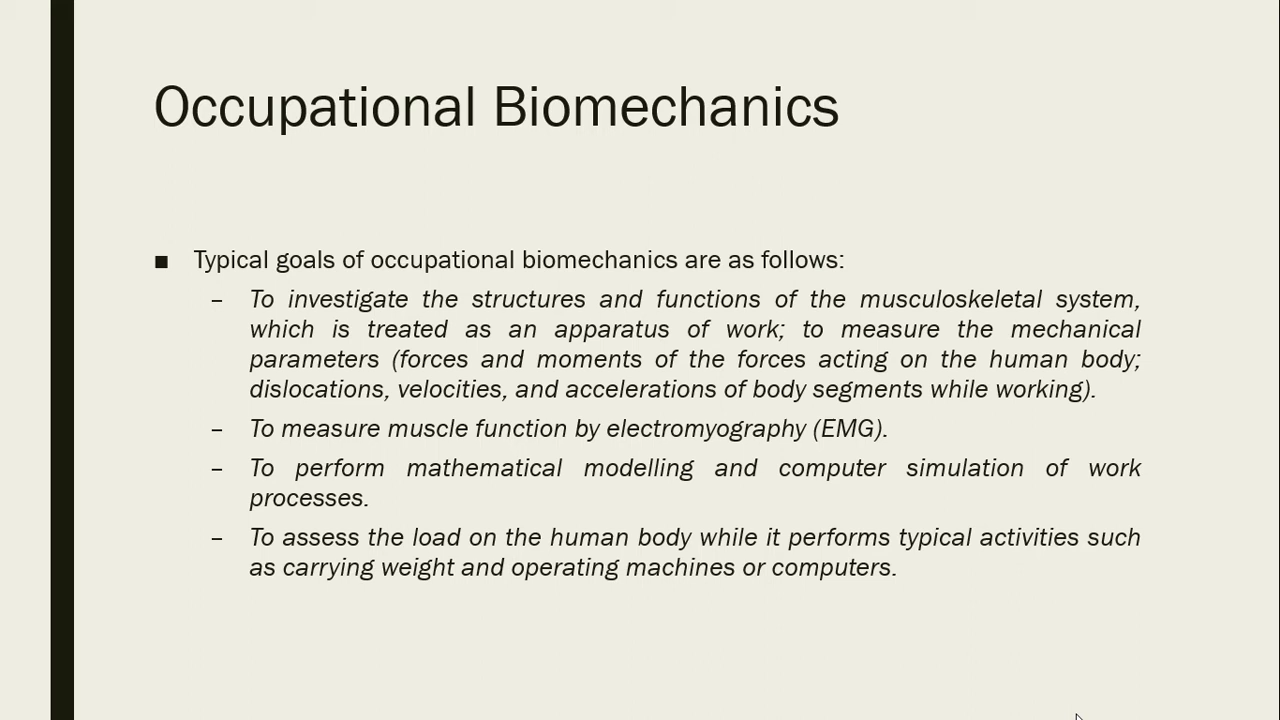 Occupational Biomechanics
■ Typical goals of occupational biomechanics are as follows:
– To investigate the structures and functions of the musculoskeletal system,
which is treated as an apparatus of work; to measure the mechanical
parameters (forces and moments of the forces acting on the human body;
dislocations, velocities, and accelerations of body segments while working).
– To measure muscle function by electromyography (EMG).
– To perform mathematical modelling and computer simulation of work
processes.
– To assess the load on the human body while it performs typical activities such
as carrying weight and operating machines or computers.